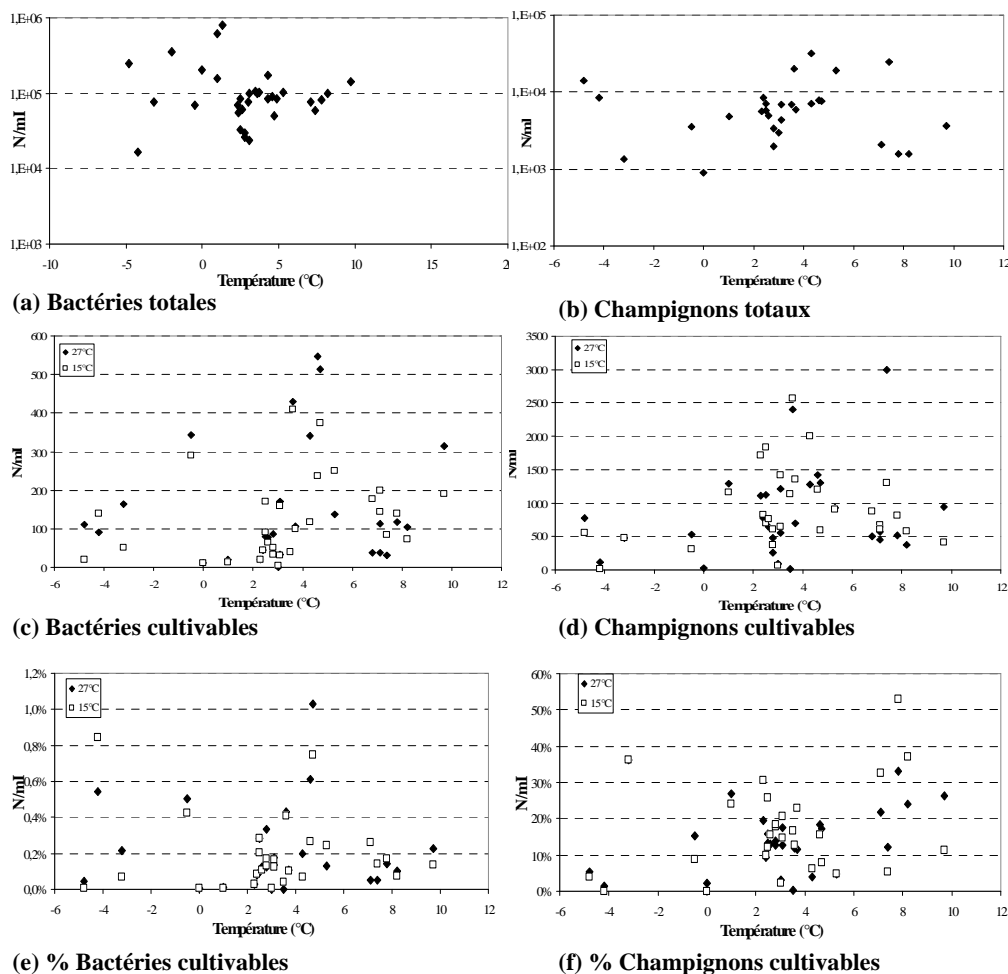 1,E+06
1,E+05
1,E+04
1,E+03
N/ml
-10 -5 0 5 10 15 2
Température (°C)
(a) Bactéries totales
1,E+05
1,E+04
1,E+03
1,E+02
N/ml
-6 -4 -2 0 2 4 6 8 10 12
Température (°C)
(b) Champignons totaux
600
500
400
300
200
100
0
N/ml
27°C
15°C
-6 -4 -2 0 2 4 6 8 10 12
Température (°C)
(c) Bactéries cultivables
3500
3000
2500
2000
1500
1000
500
0
N/ml
27°C
15°C
-6 -4 -2 0 2 4 6 8 10 12
Température (°C)
(d) Champignons cultivables
1,2%
1,0%
0,8%
0,6%
0,4%
0,2%
0,0%
N/ml
27°C
15°C
-6 -4 -2 0 2 4 6 8 10 12
Température (°C)
(e) % Bactéries cultivables
60%
50%
40%
30%
20%
10%
0%
N/ml
27°C
15°C
-6 -4 -2 0 2 4 6 8 10 12
Température (°C)
(f) % Champignons cultivables